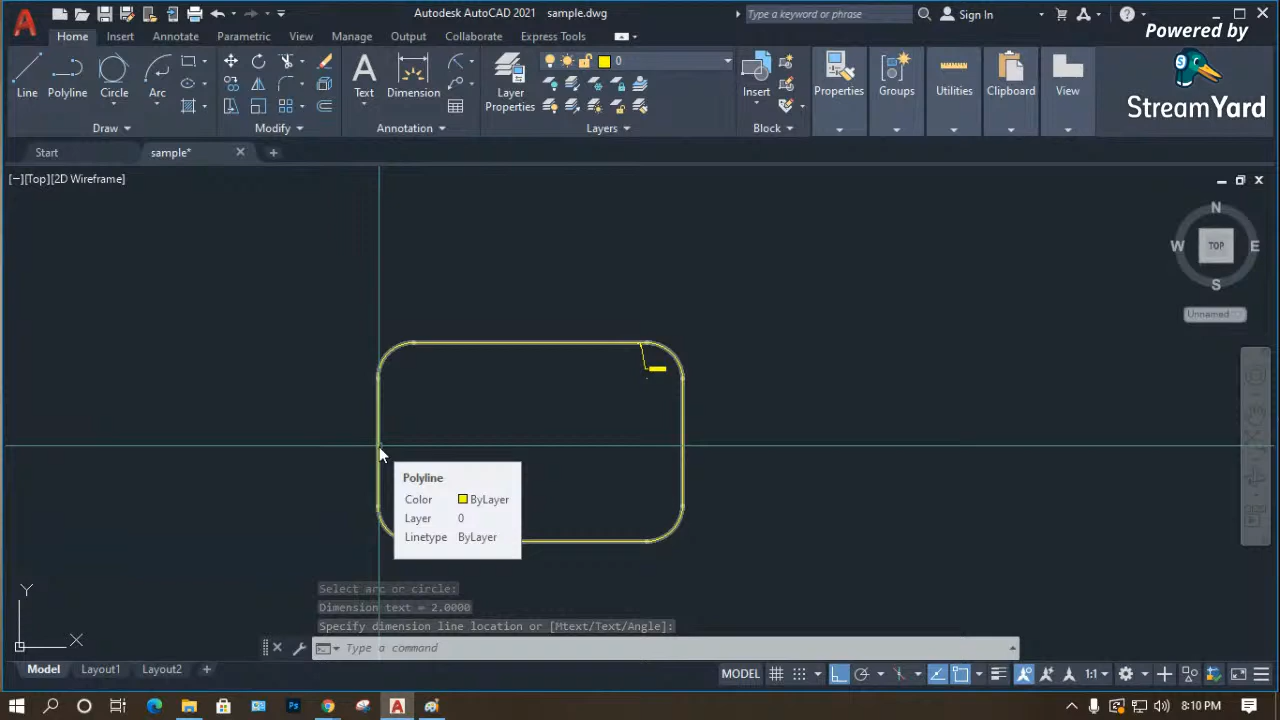 Autodesk AutoCAD 2021 sample.dwg
Type a keyword or phrase
Sign In
Powered by
StreamYard
Home Insert Annotate Parametric View Manage Output Collaborate Express Tools
Line Polyline Circle Arc
Draw
Modify
Text Dimension
Annotation
Layer
Properties
0
Layers
Insert
Block
Properties
Groups
Utilities
Clipboard
View
Start sample*
[−][Top][2D Wireframe]
N
W TOP E
S
Unnamed
Polyline
Color ByLayer
Layer 0
Linetype ByLayer
Select arc or circle:
Dimension text = 2.0000
Specify dimension line location or [Mtext/Text/Angle]:
Type a command
Y
X
Model Layout1 Layout2
MODEL
1:1
Ps
8:10 PM